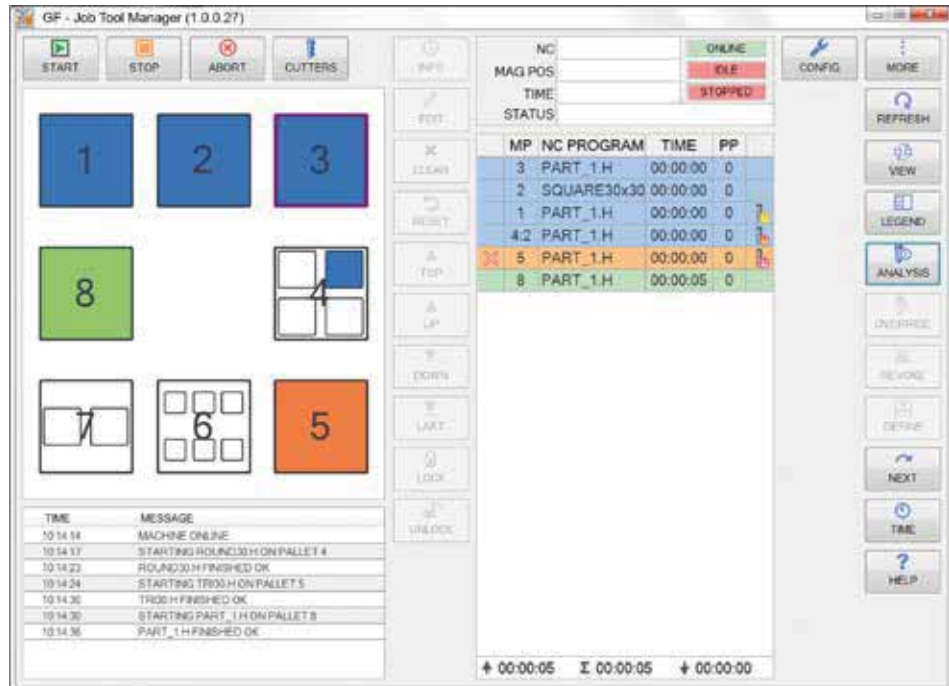 GF - Job Tool Manager (1.0.0.27)
START
STOP
ABORT
CUTTERS
INFO
EDIT
CLEAR
RESET
TOP
UP
DOWN
LAST
LOCK
UNLOCK
NC
ONLINE
MAG POS
IDLE
TIME
STOPPED
STATUS
CONFIG
MORE
REFRESH
VIEW
LEGEND
ANALYSIS
OVERRIDE
REVOKE
DEFINE
NEXT
TIME
HELP
1
2
3
8
4
7
6
5
MP NC PROGRAM TIME PP
3 PART_1.H 00:00:00 0
2 SQUARE30x30 00:00:00 0
1 PART_1.H 00:00:00 0
4:2 PART_1.H 00:00:00 0
5 PART_1.H 00:00:00 0
8 PART_1.H 00:00:05 0
00:00:05 Σ 00:00:05 00:00:00
TIME MESSAGE
10:14:14 MACHINE ONLINE
10:14:17 STARTING ROUND30.H ON PALLET 4
10:14:23 ROUND30.H FINISHED OK
10:14:24 STARTING TRI30.H ON PALLET 5
10:14:30 TRI30.H FINISHED OK
10:14:30 STARTING PART_1.H ON PALLET 8
10:14:36 PART_1.H FINISHED OK